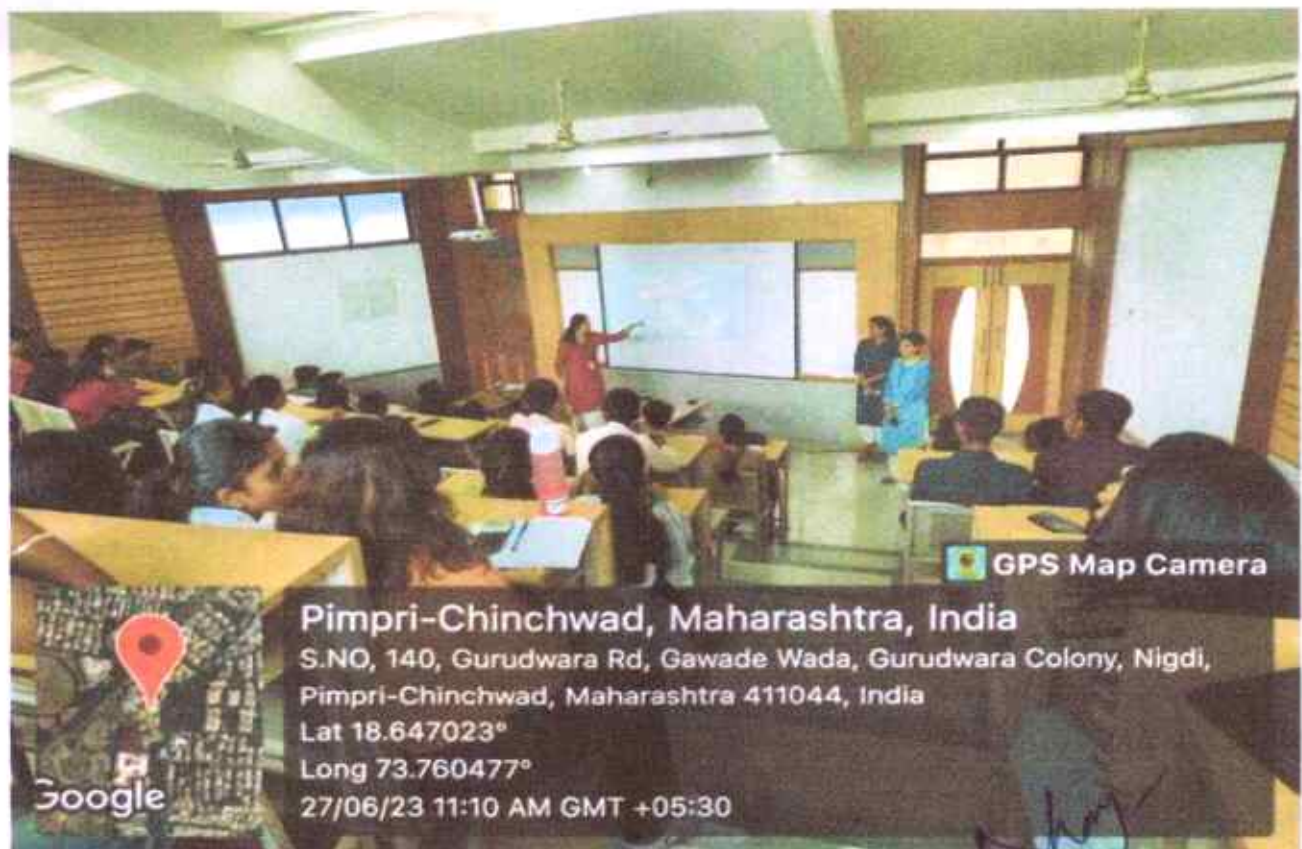 GPS Map Camera
Pimpri-Chinchwad, Maharashtra, India
S.NO, 140, Gurudwara Rd, Gawade Wada, Gurudwara Colony, Nigdi,
Pimpri-Chinchwad, Maharashtra 411044, India
Lat 18.647023°
Long 73.760477°
27/06/23 11:10 AM GMT +05:30
Google